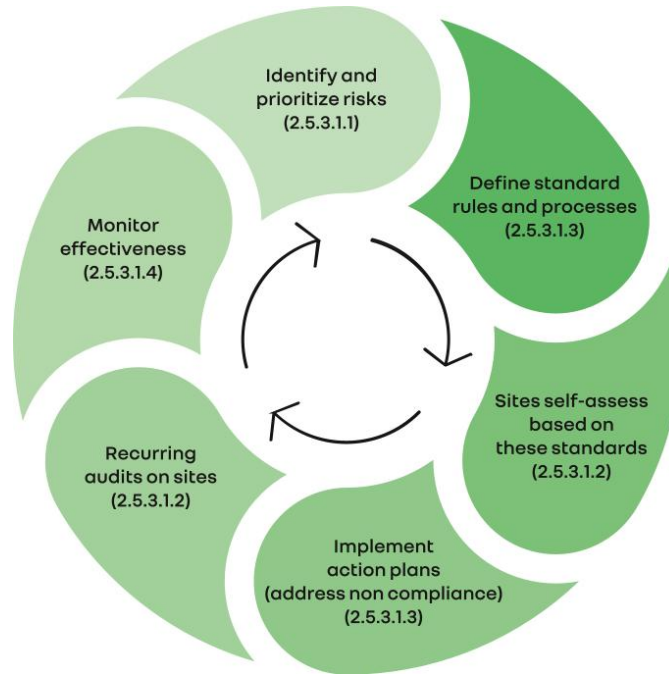 Identify and
prioritize risks
(2.5.3.1.1)
Define standard
rules and processes
(2.5.3.1.3)
Sites self-assess
based on
these standards
(2.5.3.1.2)
Implement
action plans
(address non compliance)
(2.5.3.1.3)
Recurring
audits on sites
(2.5.3.1.2)
Monitor
effectiveness
(2.5.3.1.4)